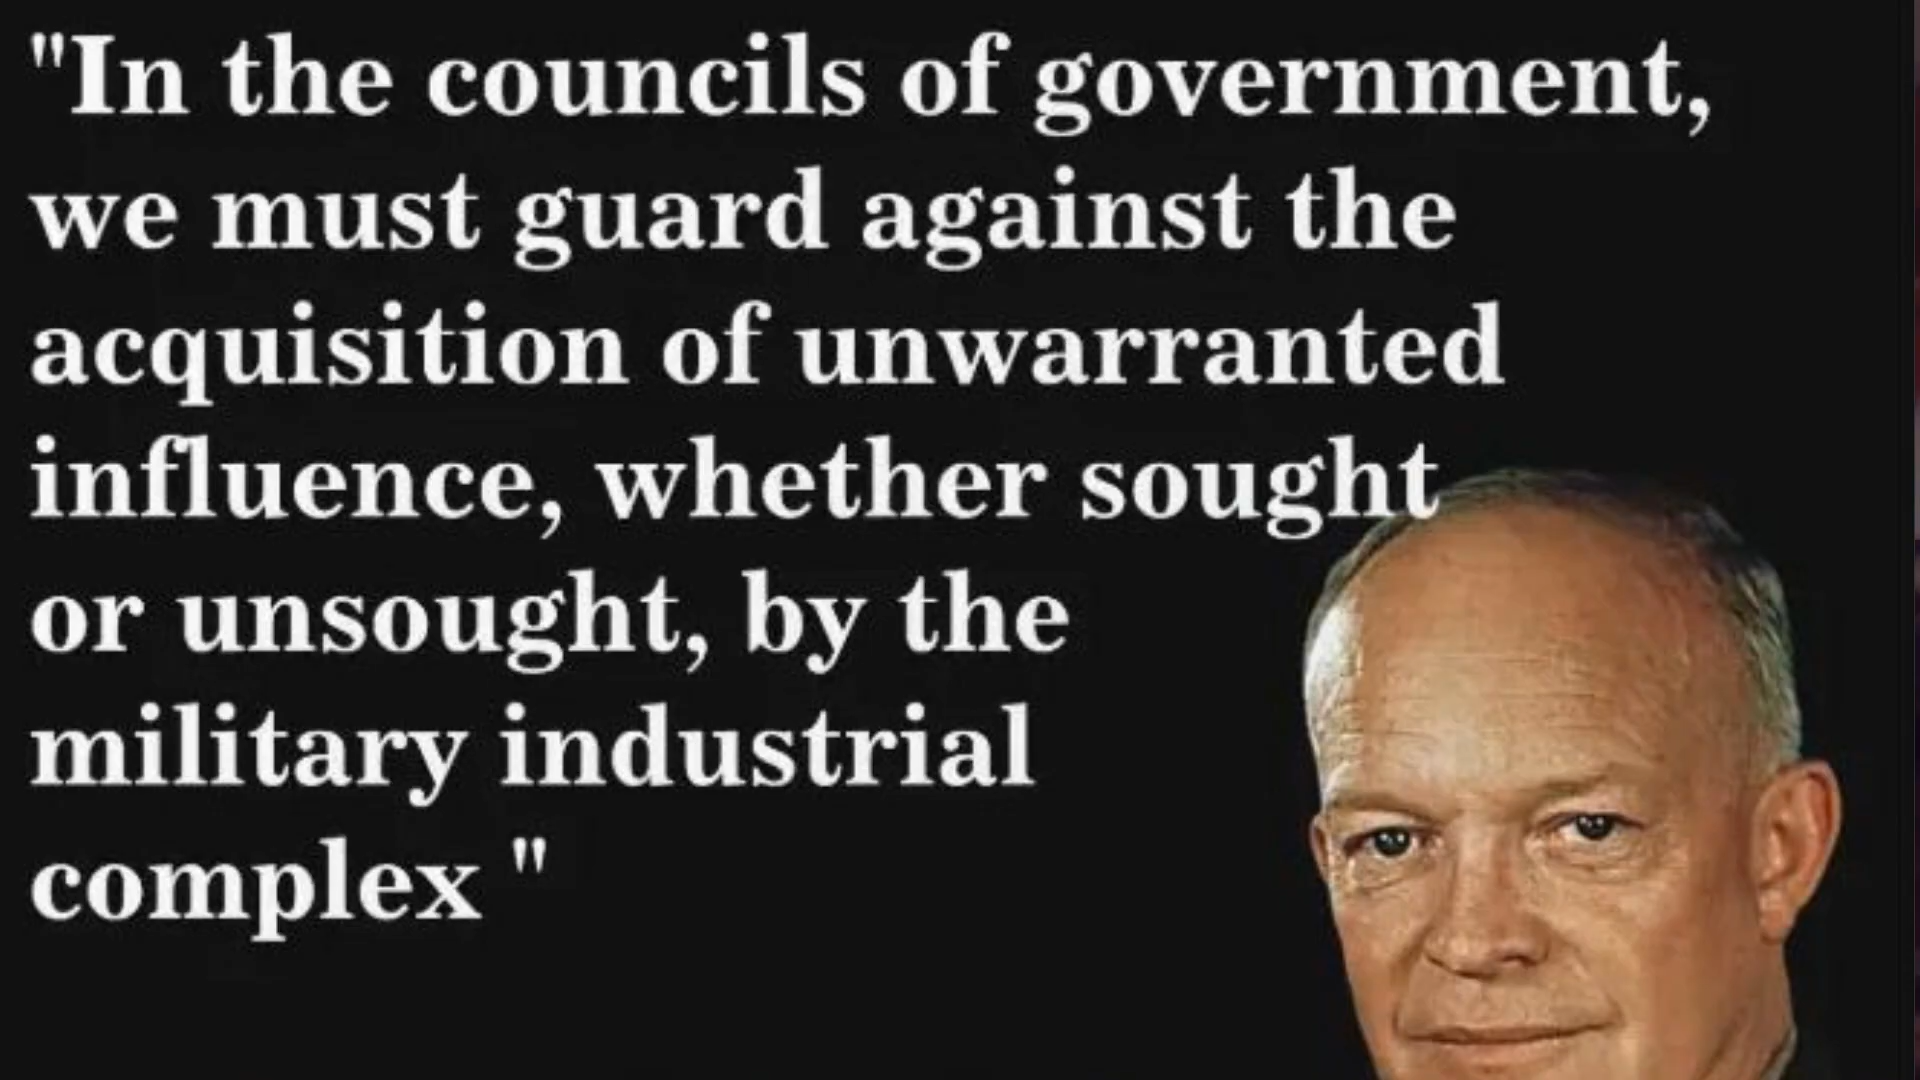 "In the councils of government,
we must guard against the
acquisition of unwarranted
influence, whether sought
or unsought, by the
military industrial
complex "